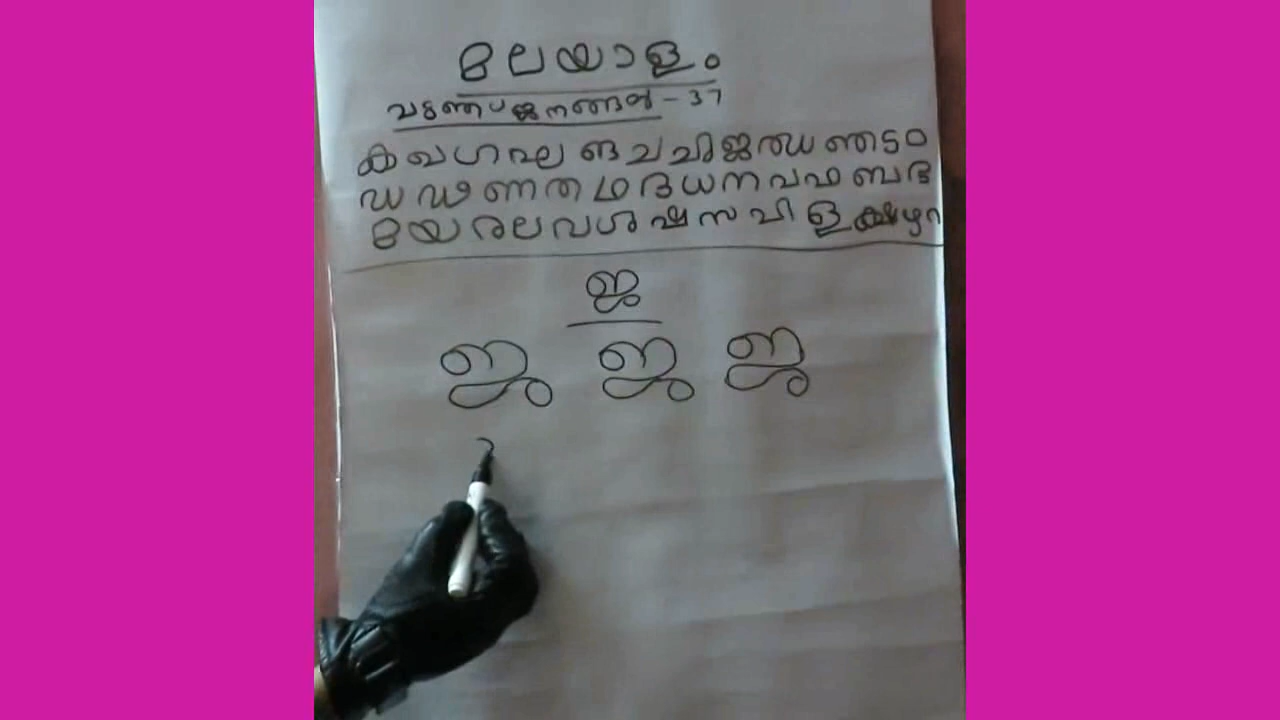 മലയാളം
വ്യഞ്ജനങ്ങൾ - 37
ക ഖ ഗ ഘ ങ ച ഛ ജ ഝ ഞ ട ഠ
ഡ ഢ ണ ത ഥ ദ ധ ന പ ഫ ബ ഭ
മ യ ര ല വ ശ ഷ സ ഹ ള ക്ഷ ഴ റ
ജ
ജ ജ ജ